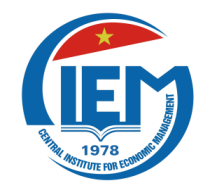 CIEM
1978
CENTRAL INSTITUTE FOR ECONOMIC MANAGEMENT